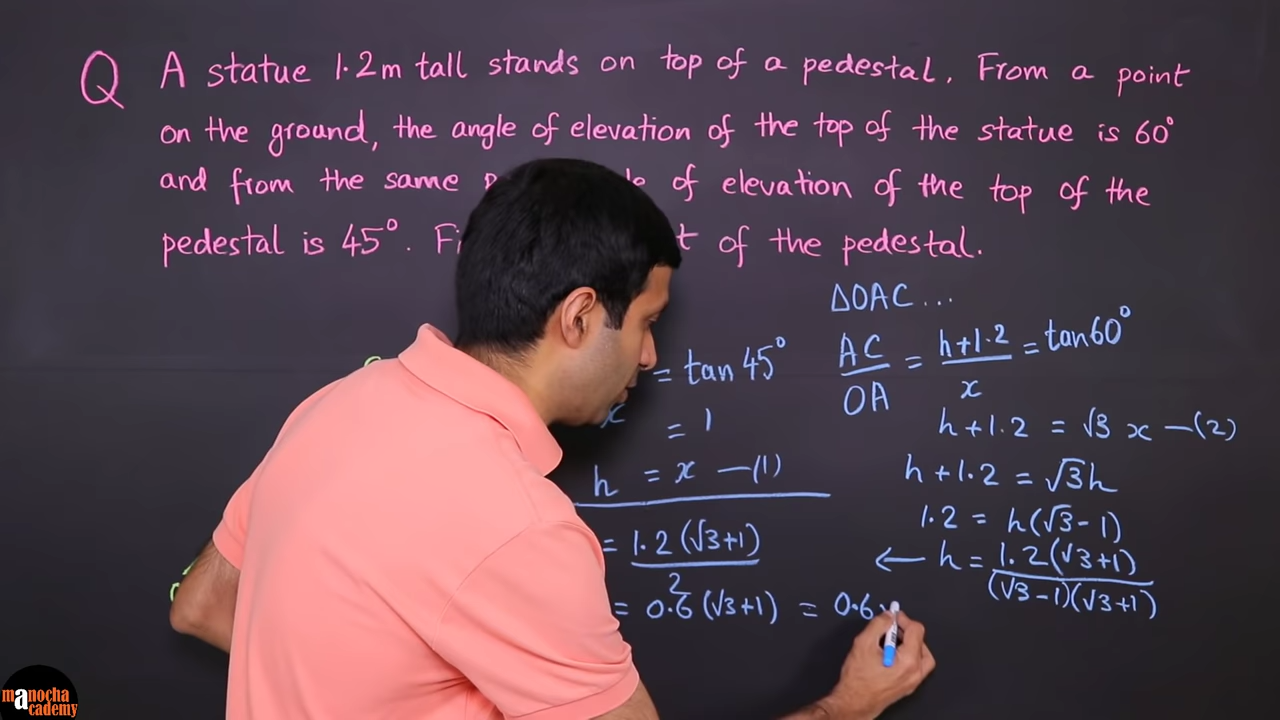 Q A statue 1.2m tall stands on top of a pedestal. From a point
on the ground, the angle of elevation of the top of the statue is 60°
and from the same of elevation of the top of the
pedestal is 45°. of the pedestal.
ΔOAC...
= tan 45°
AC/OA = h+1.2/x = tan60°
x = 1
h+1.2 = √3 x —(2)
h = x —(1)
h+1.2 = √3h
1.2 = h(√3-1)
= 1.2(√3+1)/2
← h = 1.2(√3+1)/(√3-1)(√3+1)
= 0.6(√3+1) = 0.6
manocha
academy